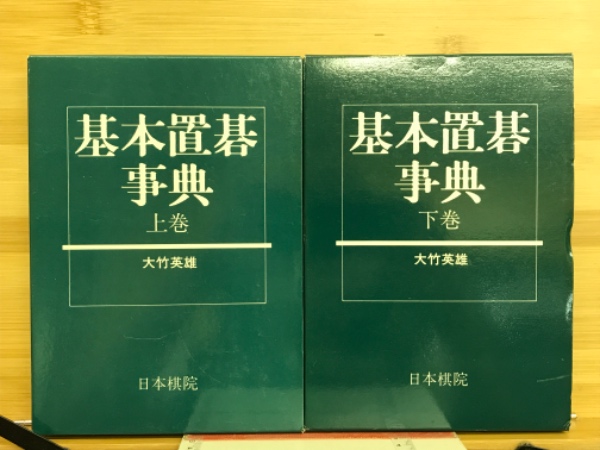 基本置碁
事典
上巻
大竹英雄
日本棋院
基本置碁
事典
下巻
大竹英雄
日本棋院